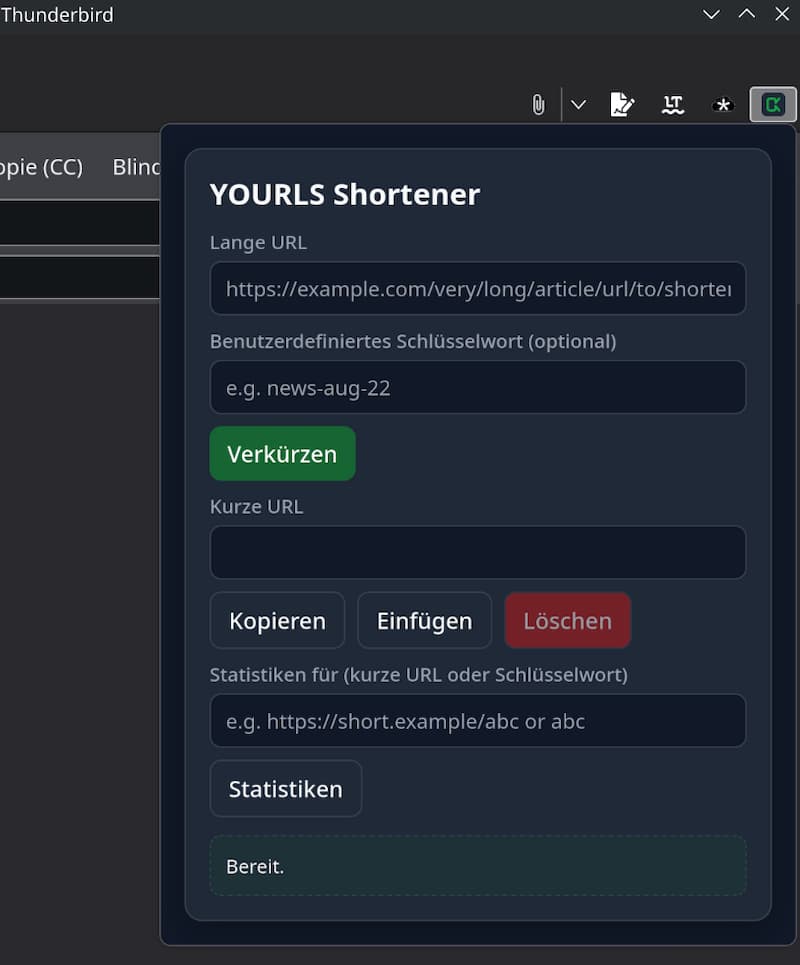 Thunderbird
opie (CC) Blind
YOURLS Shortener
Lange URL
https://example.com/very/long/article/url/to/shorten
Benutzerdefiniertes Schlüsselwort (optional)
e.g. news-aug-22
Verkürzen
Kurze URL
Kopieren Einfügen Löschen
Statistiken für (kurze URL oder Schlüsselwort)
e.g. https://short.example/abc or abc
Statistiken
Bereit.